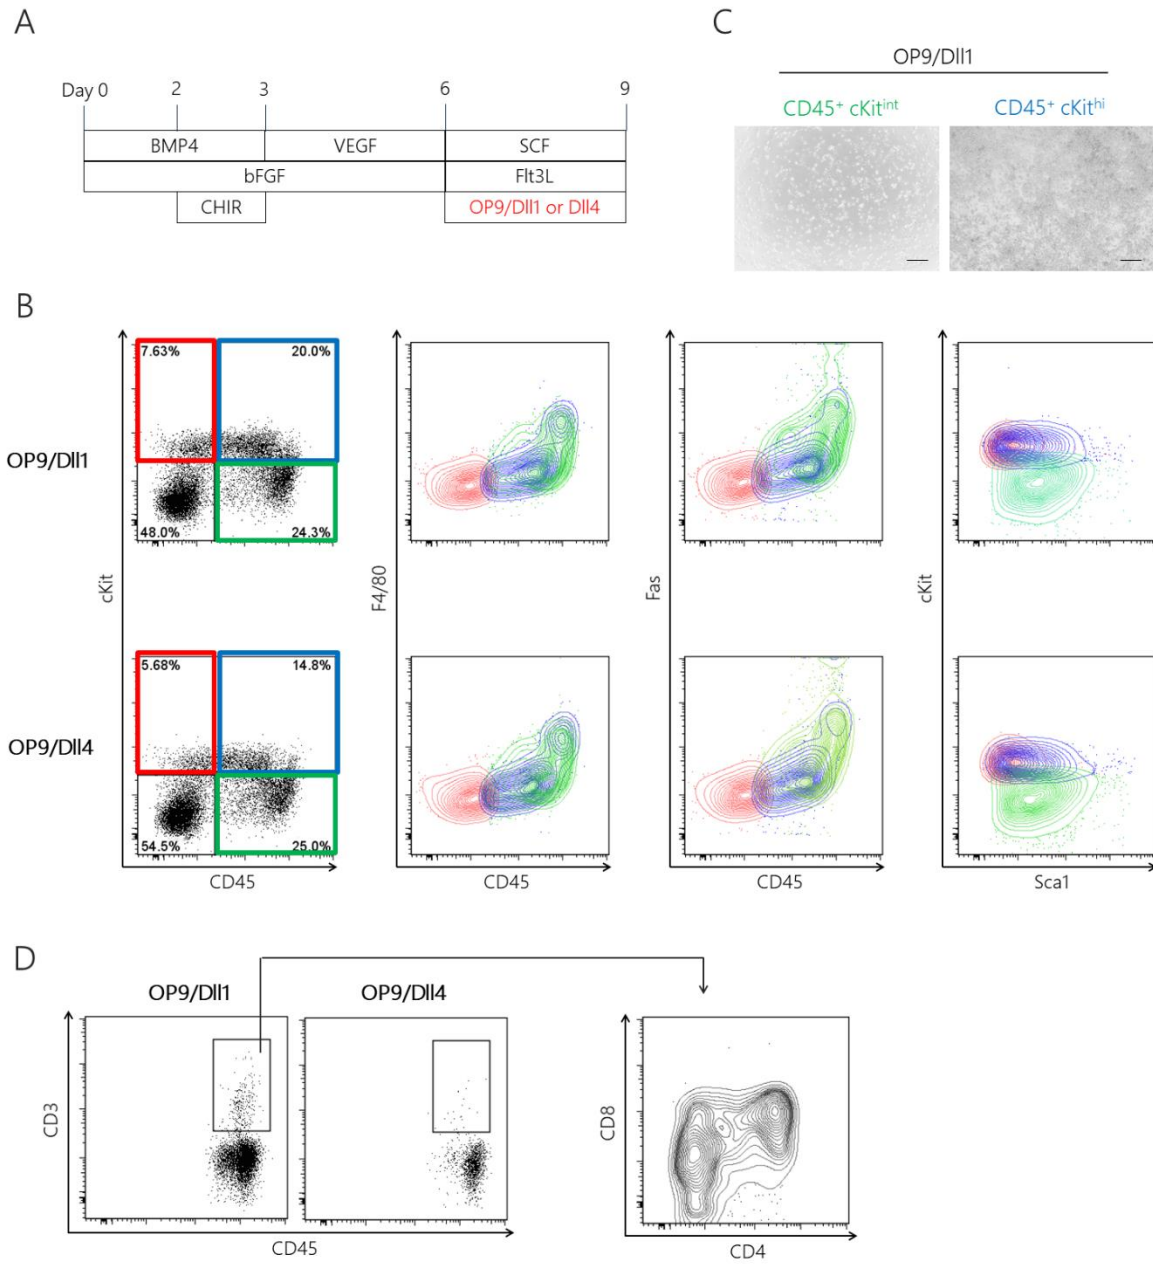 A
Day 0 2 3 6 9
BMP4 VEGF SCF
bFGF Flt3L
CHIR OP9/Dll1 or Dll4
C
OP9/Dll1
CD45⁺ cKitⁱⁿᵗ CD45⁺ cKitʰⁱ
B
OP9/Dll1
cKit
7.63% 20.0%
48.0% 24.3%
F4/80
Fas
cKit
OP9/Dll4
5.68% 14.8%
54.5% 25.0%
CD45 CD45 CD45 Sca1
D
OP9/Dll1 OP9/Dll4
CD3
CD45
CD8
CD4